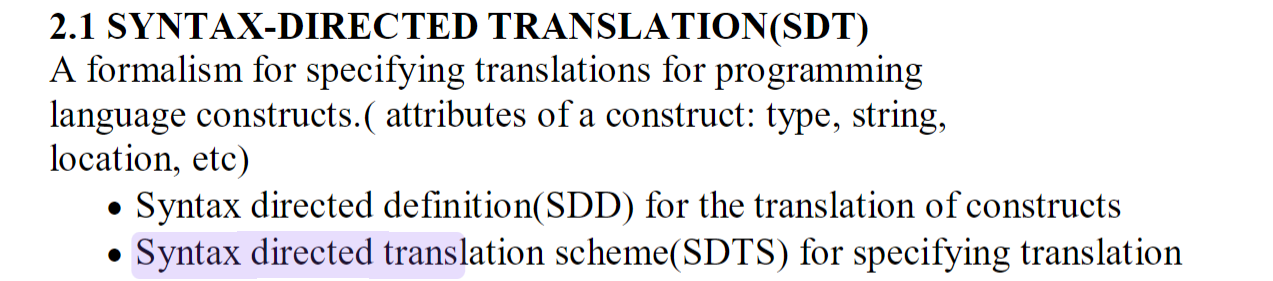 2.1 SYNTAX-DIRECTED TRANSLATION(SDT)
A formalism for specifying translations for programming
language constructs.( attributes of a construct: type, string,
location, etc)
• Syntax directed definition(SDD) for the translation of constructs
• Syntax directed translation scheme(SDTS) for specifying translation